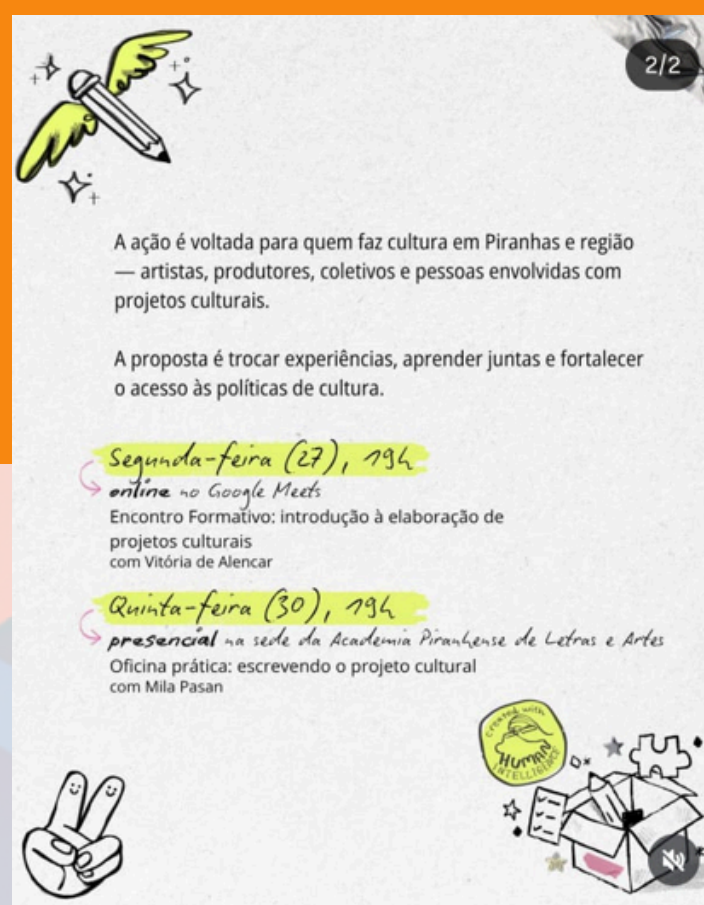 2/2
A ação é voltada para quem faz cultura em Piranhas e região
— artistas, produtores, coletivos e pessoas envolvidas com
projetos culturais.
A proposta é trocar experiências, aprender juntas e fortalecer
o acesso às políticas de cultura.
Segunda-feira (27), 19h
online no Google Meets
Encontro Formativo: introdução à elaboração de
projetos culturais
com Vitória de Alencar
Quinta-feira (30), 19h
presencial na sede da Academia Piranhense de Letras e Artes
Oficina prática: escrevendo o projeto cultural
com Mila Pasan
created with
HUMAN
INTELLIGENCE